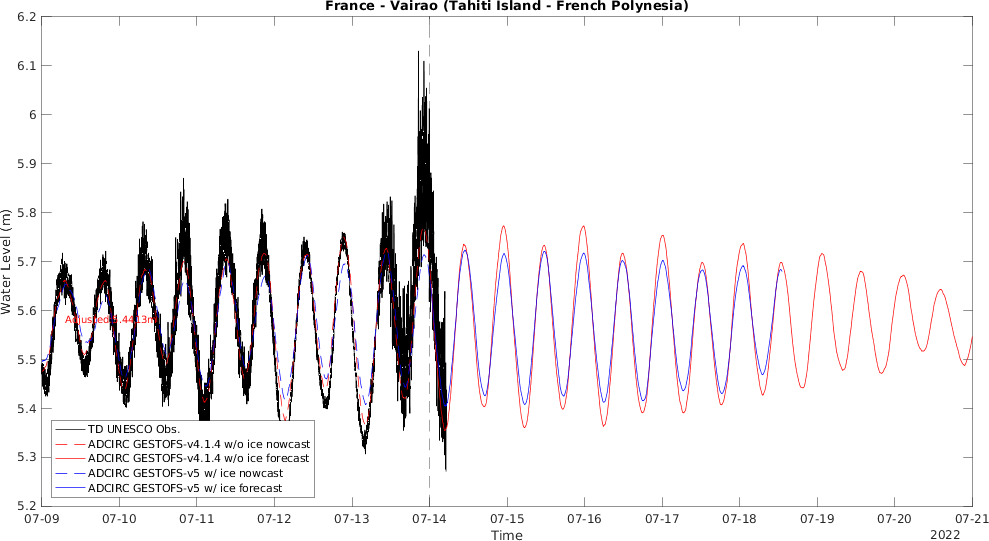 France - Vairao (Tahiti Island - French Polynesia)
Water Level (m)
6.2
6.1
6
5.9
5.8
5.7
5.6
5.5
5.4
5.3
5.2
TD UNESCO Obs.
ADCIRC GESTOFS-v4.1.4 w/o ice nowcast
ADCIRC GESTOFS-v4.1.4 w/o ice forecast
ADCIRC GESTOFS-v5 w/ ice nowcast
ADCIRC GESTOFS-v5 w/ ice forecast
07-09 07-10 07-11 07-12 07-13 07-14 07-15 07-16 07-17 07-18 07-19 07-20 07-21
Time
2022